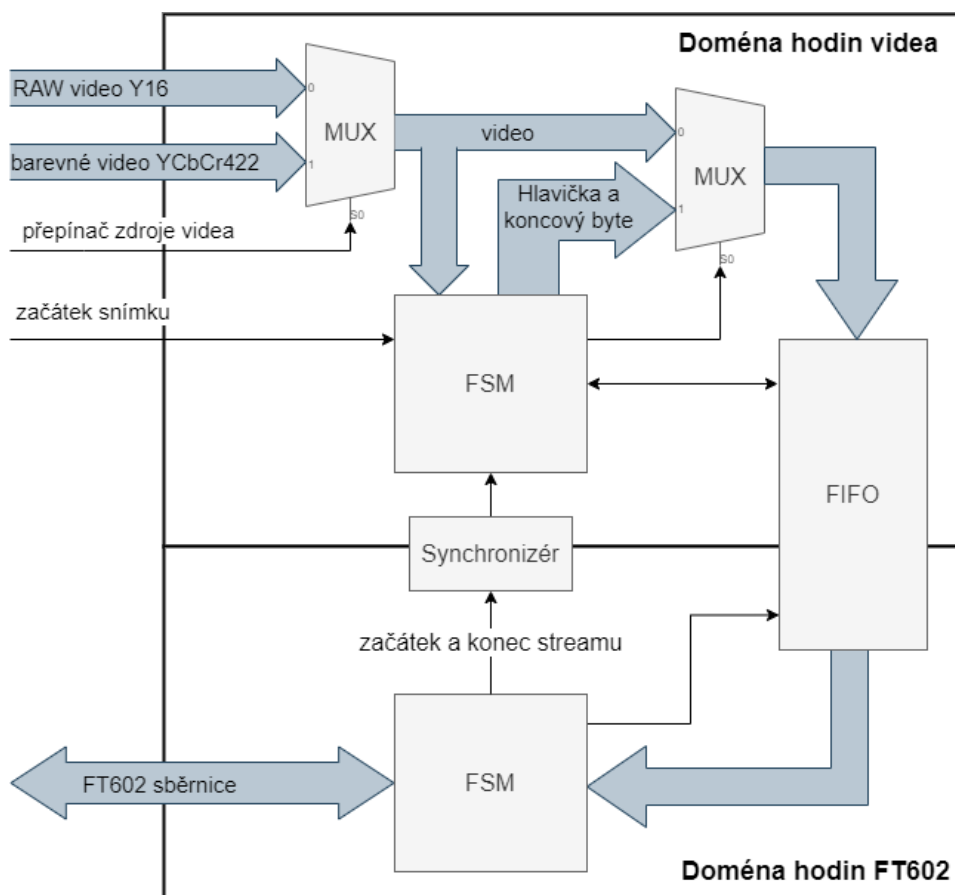 Doména hodin videa
RAW video Y16
0
MUX
video
0
barevné video YCbCr422
1
MUX
Hlavička a
koncový byte
1
S0
přepínač zdroje videa
S0
začátek snímku
FSM
FIFO
Synchronizér
začátek a konec streamu
FT602 sběrnice
FSM
Doména hodin FT602